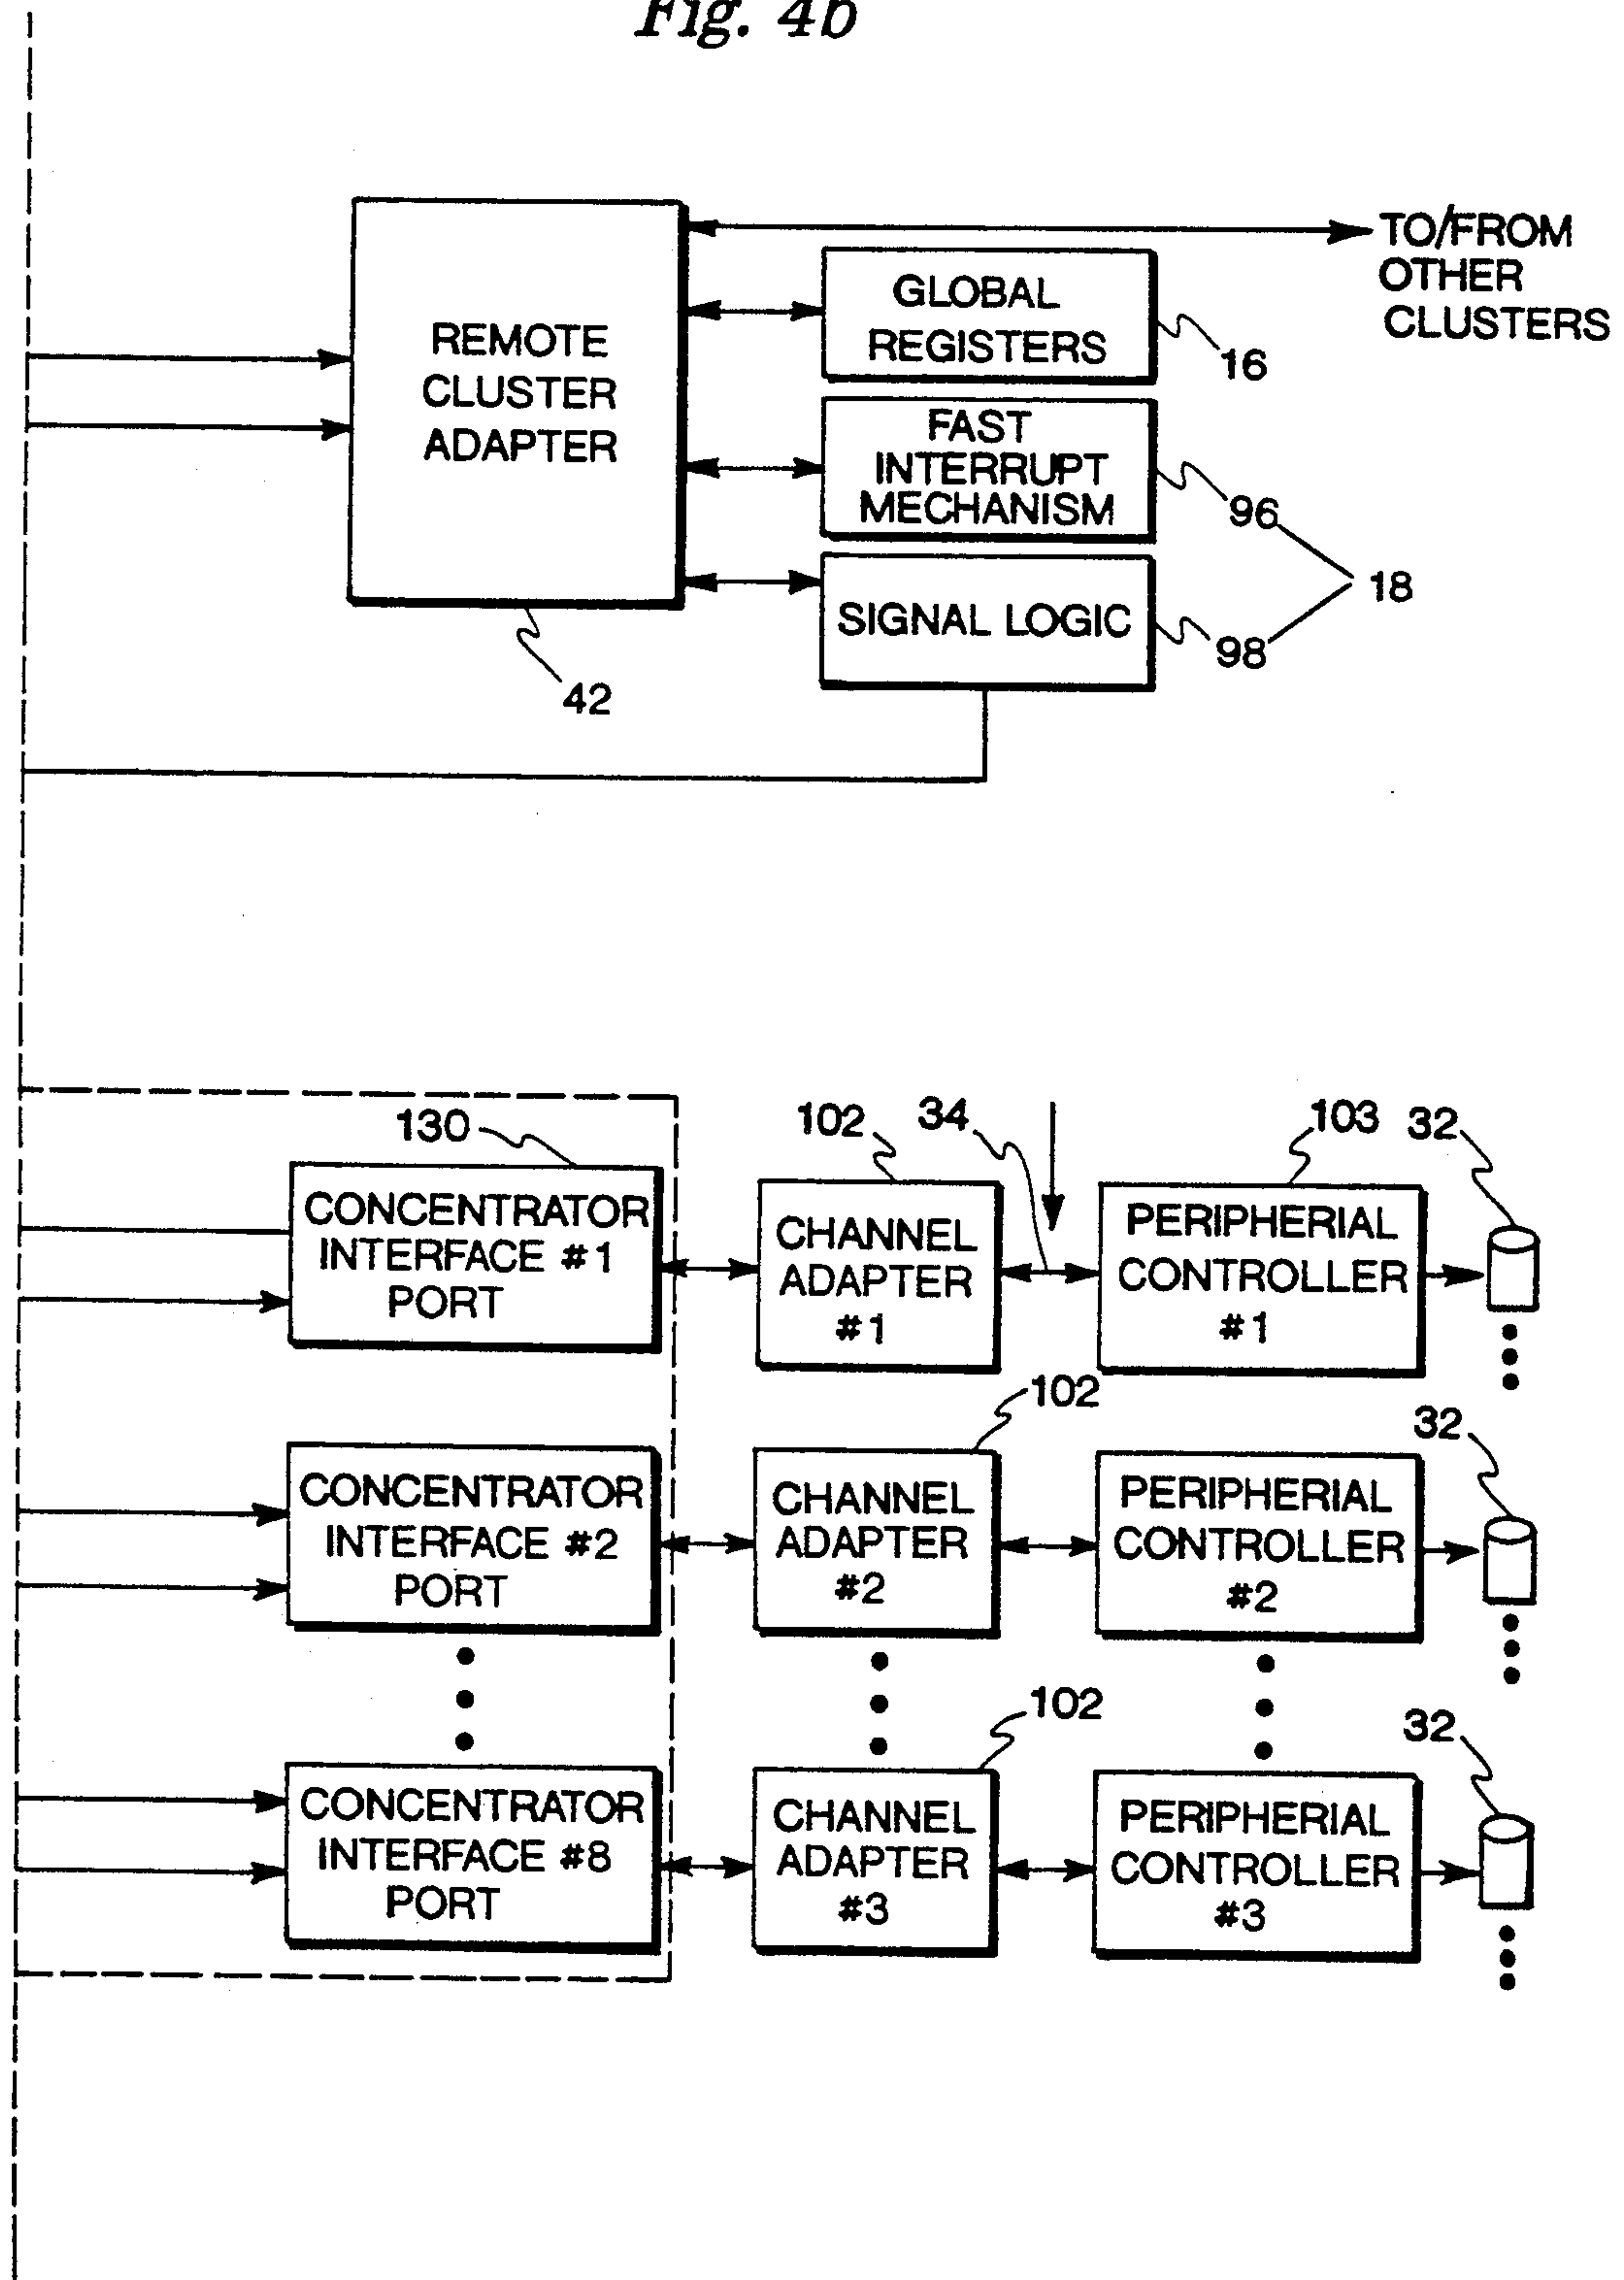 Fig. 4b
TO/FROM
OTHER
CLUSTERS
REMOTE
CLUSTER
ADAPTER
42
GLOBAL
REGISTERS
16
FAST
INTERRUPT
MECHANISM
96
18
SIGNAL LOGIC
98
130
102
34
103
32
CONCENTRATOR
INTERFACE #1
PORT
CHANNEL
ADAPTER
#1
PERIPHERIAL
CONTROLLER
#1
102
32
CONCENTRATOR
INTERFACE #2
PORT
CHANNEL
ADAPTER
#2
PERIPHERIAL
CONTROLLER
#2
102
32
CONCENTRATOR
INTERFACE #8
PORT
CHANNEL
ADAPTER
#3
PERIPHERIAL
CONTROLLER
#3